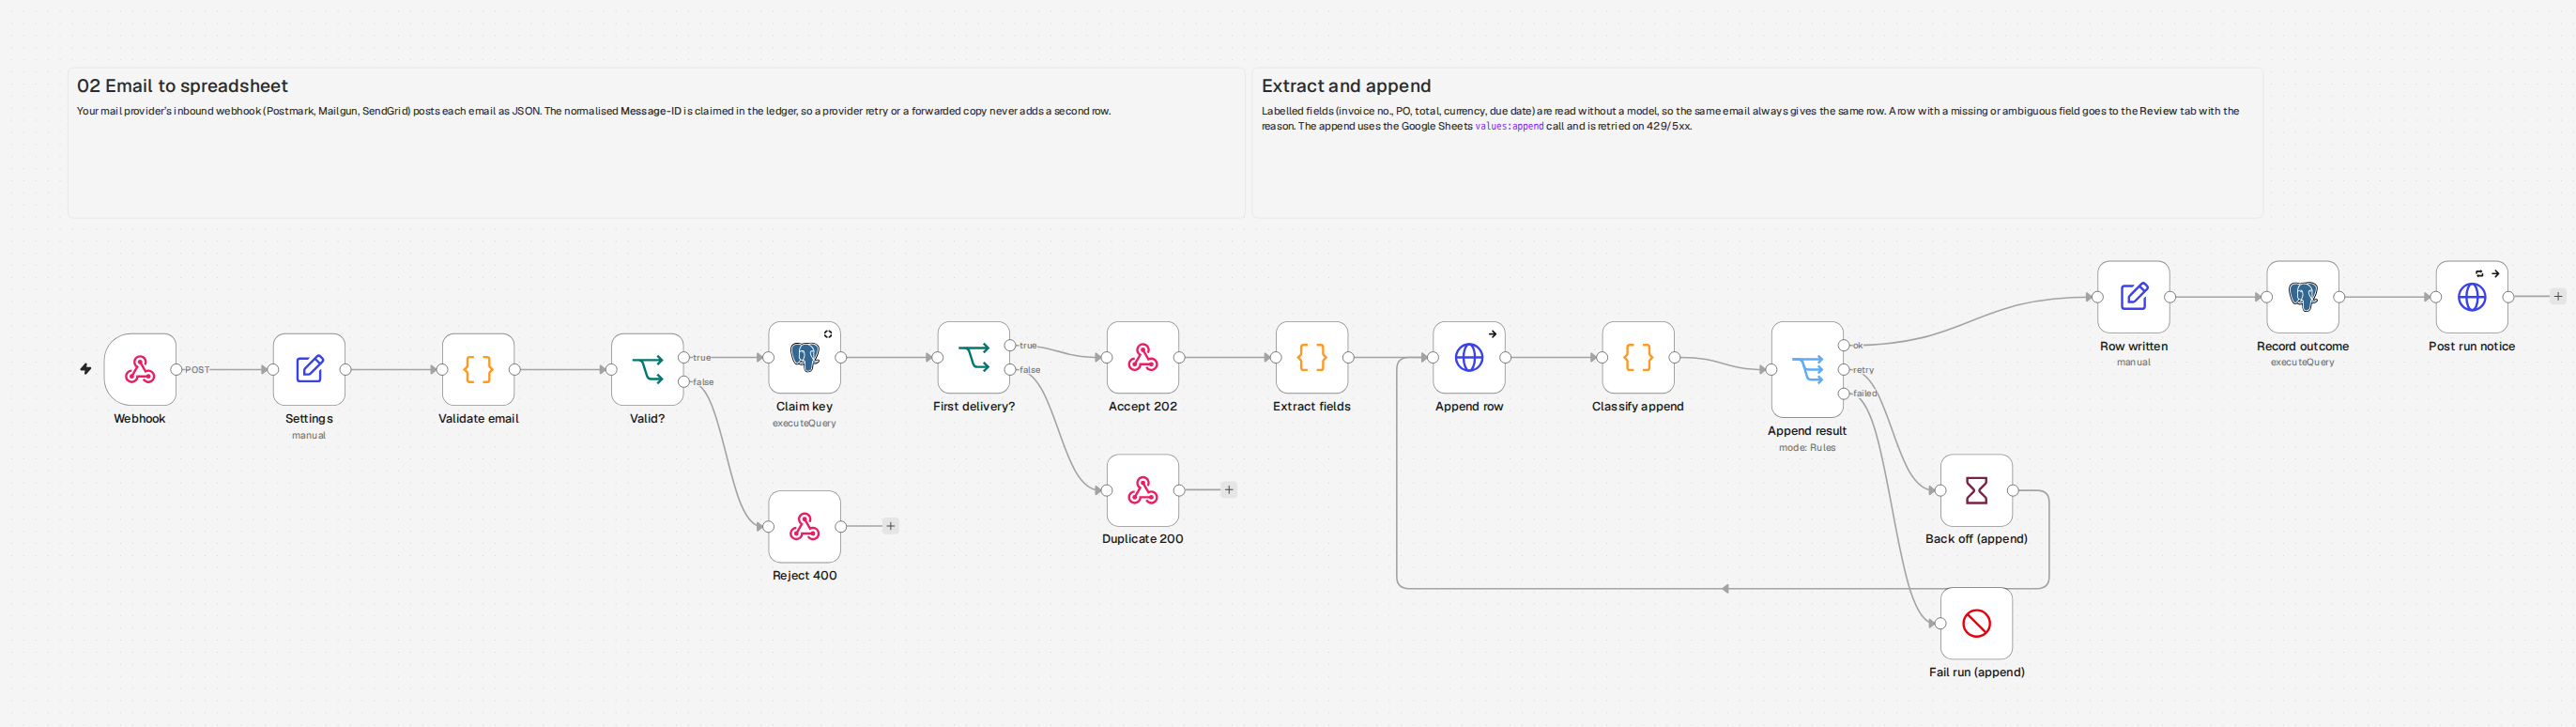 02 Email to spreadsheet
Your mail provider's inbound webhook (Postmark, Mailgun, SendGrid) posts each email as JSON. The normalised Message-ID is claimed in the ledger, so a provider retry or a forwarded copy never adds a second row.
Extract and append
Labelled fields (invoice no., PO, total, currency, due date) are read without a model, so the same email always gives the same row. A row with a missing or ambiguous field goes to the Review tab with the
reason. The append uses the Google Sheets values:append call and is retried on 429/5xx.
POST
Webhook
Settings
manual
Validate email
true
false
Valid?
Claim key
executeQuery
Reject 400
true
false
First delivery?
Accept 202
Duplicate 200
Extract fields
Append row
Classify append
ok
retry
failed
Append result
mode: Rules
Back off (append)
Fail run (append)
Row written
manual
Record outcome
executeQuery
Post run notice